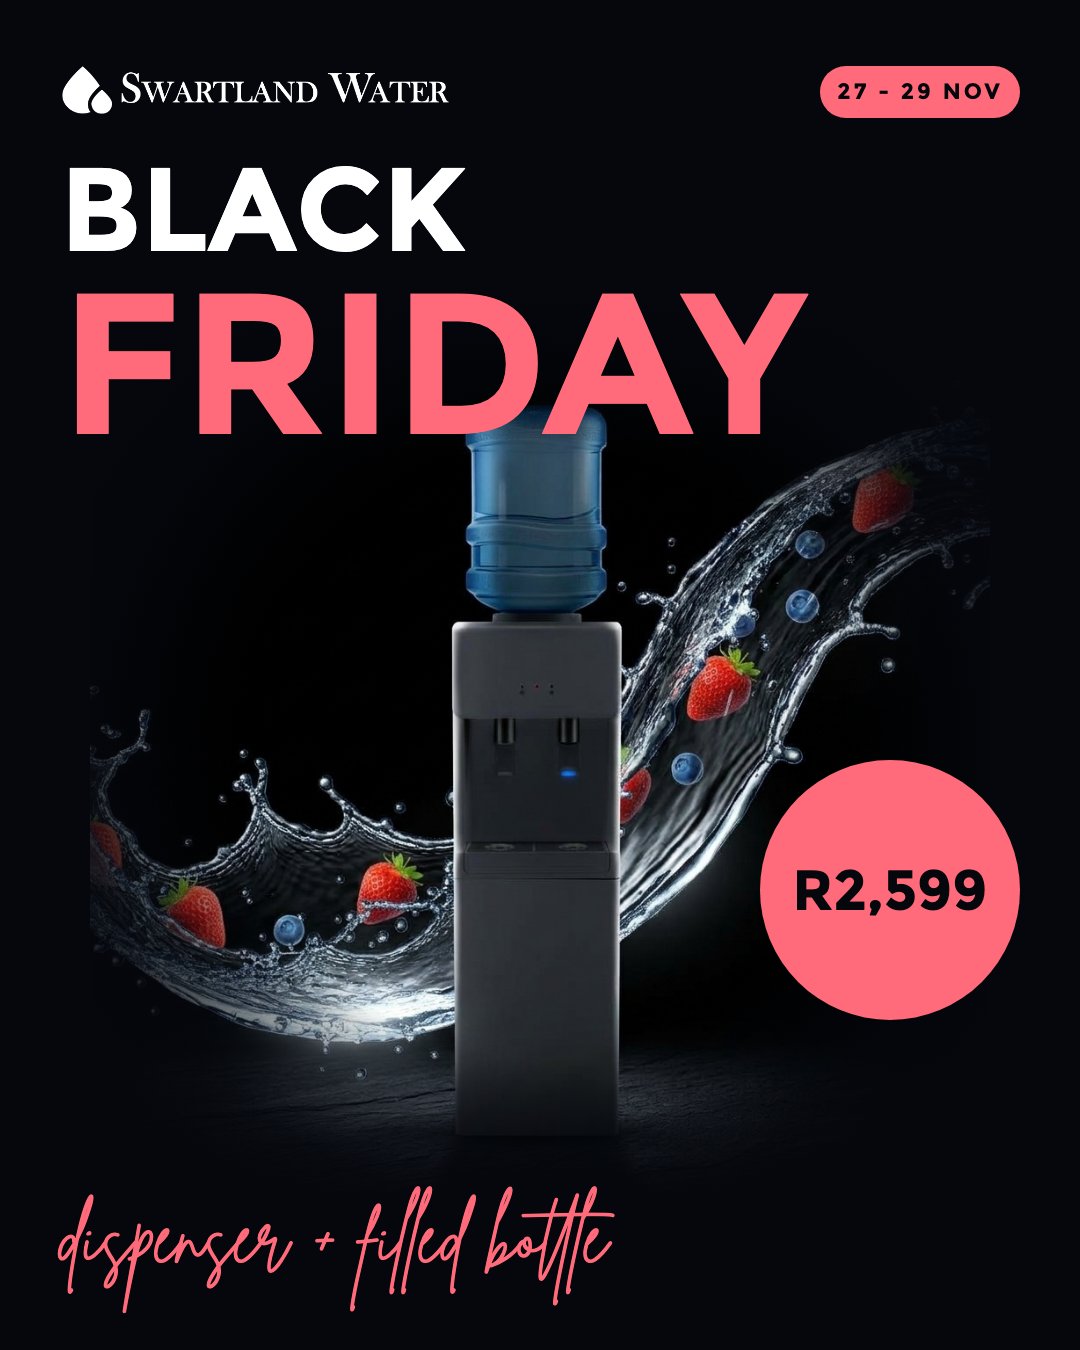 Swartland Water
27 - 29 NOV
BLACK
FRIDAY
R2,599
dispenser + filled bottle